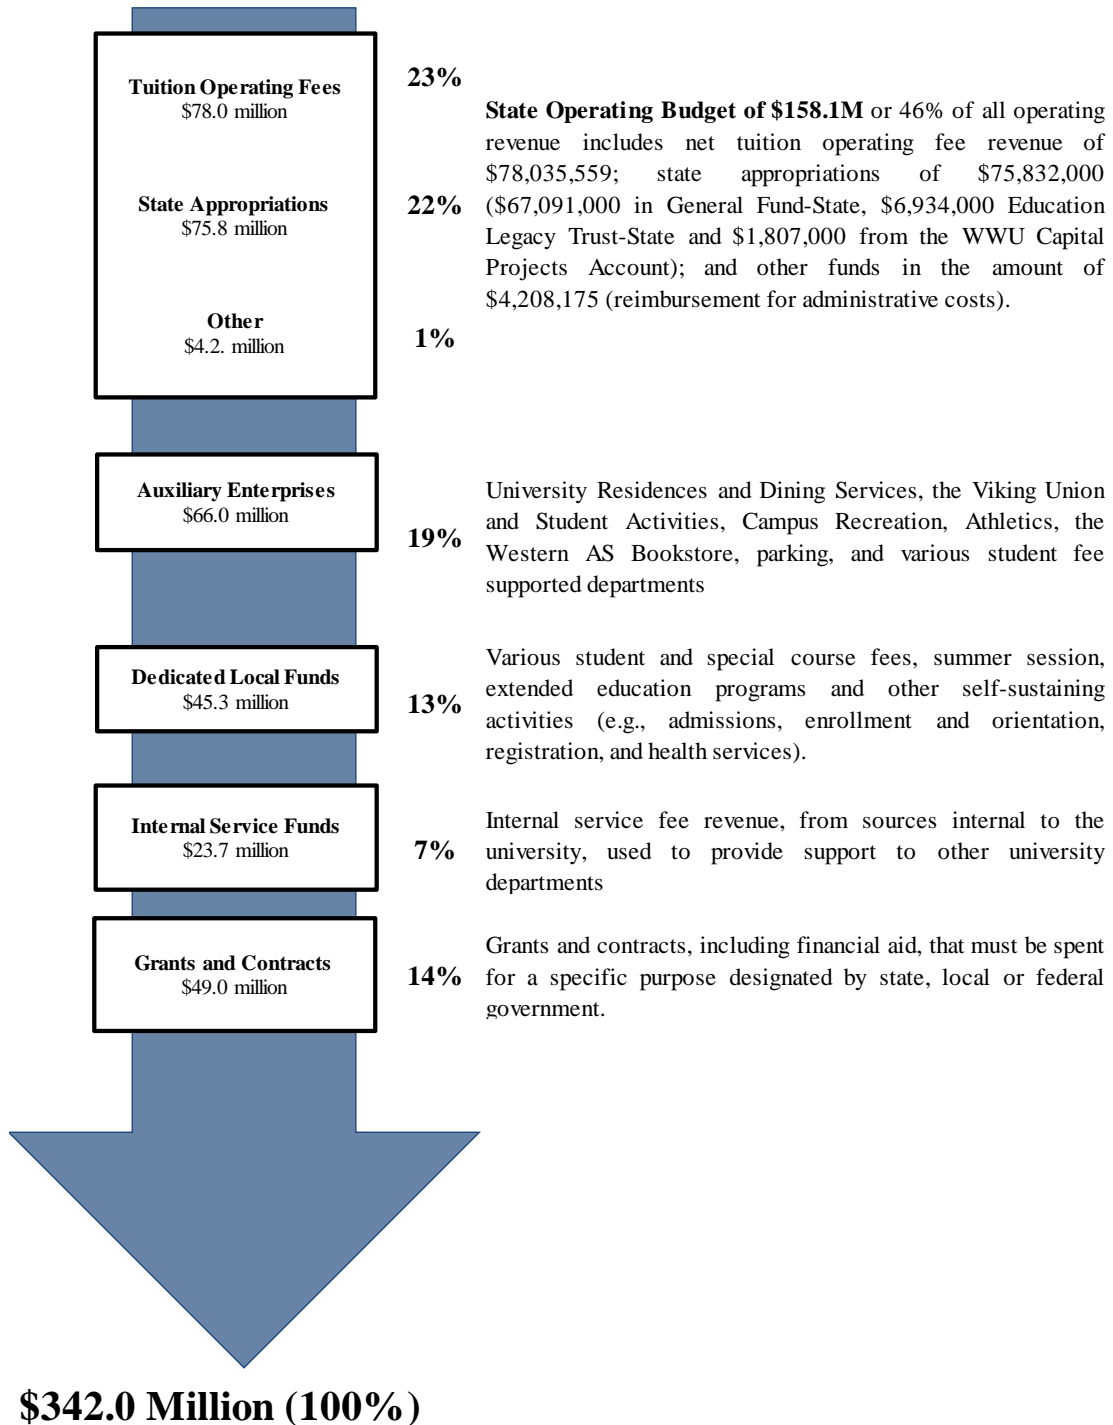 Tuition Operating Fees
$78.0 million
23%
State Appropriations
$75.8 million
22%
Other
$4.2. million
1%
State Operating Budget of $158.1M or 46% of all operating
revenue includes net tuition operating fee revenue of
$78,035,559; state appropriations of $75,832,000
($67,091,000 in General Fund-State, $6,934,000 Education
Legacy Trust-State and $1,807,000 from the WWU Capital
Projects Account); and other funds in the amount of
$4,208,175 (reimbursement for administrative costs).
Auxiliary Enterprises
$66.0 million
19%
University Residences and Dining Services, the Viking Union
and Student Activities, Campus Recreation, Athletics, the
Western AS Bookstore, parking, and various student fee
supported departments
Dedicated Local Funds
$45.3 million
13%
Various student and special course fees, summer session,
extended education programs and other self-sustaining
activities (e.g., admissions, enrollment and orientation,
registration, and health services).
Internal Service Funds
$23.7 million
7%
Internal service fee revenue, from sources internal to the
university, used to provide support to other university
departments
Grants and Contracts
$49.0 million
14%
Grants and contracts, including financial aid, that must be spent
for a specific purpose designated by state, local or federal
government.
$342.0 Million (100%)